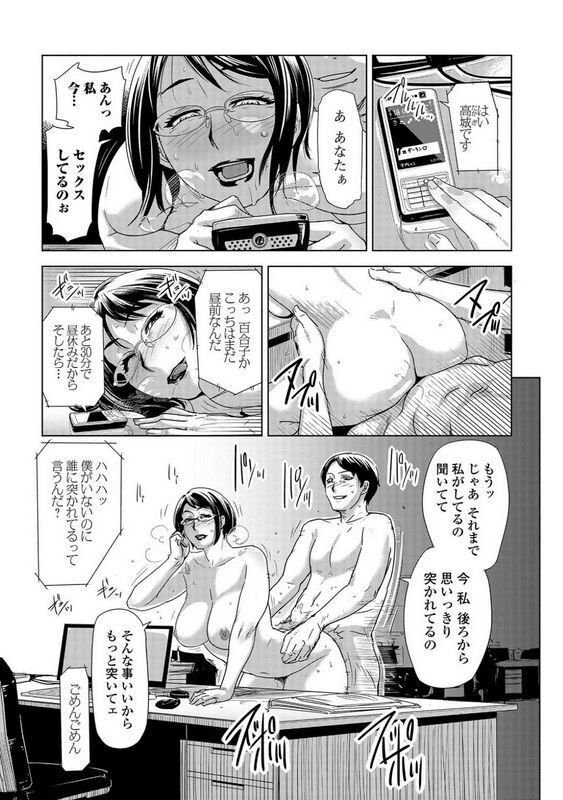 はい
高城です
あ あなたぁ
あんっ
私
今…
セックス
してるのぉ
あっ 百合子か
こっちはまだ
昼前なんだ
あと30分で
昼休みだから
そしたら…
もうッ
じゃあ それまで
私がしてるの
聞いてて
今 私 後ろから
思いっきり
突かれてるの
ハハハッ
僕がいないのに
誰に突かれてるって
言うんだ?
そんな事いいから
もっと突いてェ
ごめんごめん